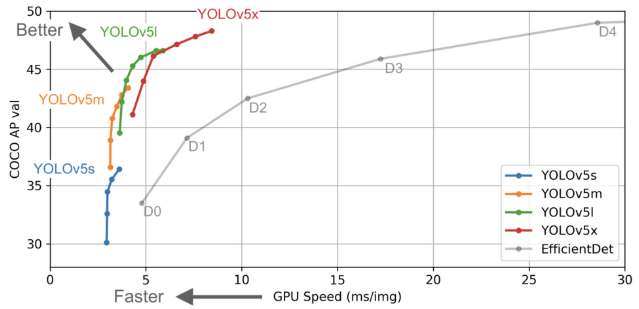 Better
YOLOv5l
YOLOv5x
YOLOv5m
YOLOv5s
D0
D1
D2
D3
D4
COCO AP val
50
45
40
35
30
0
5
10
15
20
25
30
Faster
GPU Speed (ms/img)
YOLOv5s
YOLOv5m
YOLOv5l
YOLOv5x
EfficientDet